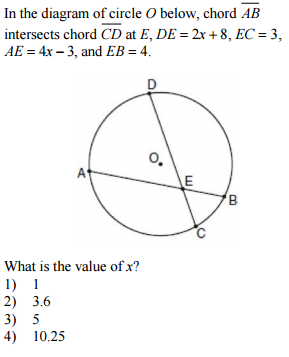 In the diagram of circle O below, chord AB
intersects chord CD at E, DE = 2x + 8, EC = 3,
AE = 4x – 3, and EB = 4.
D
O
A
E
B
C
What is the value of x?
1) 1
2) 3.6
3) 5
4) 10.25